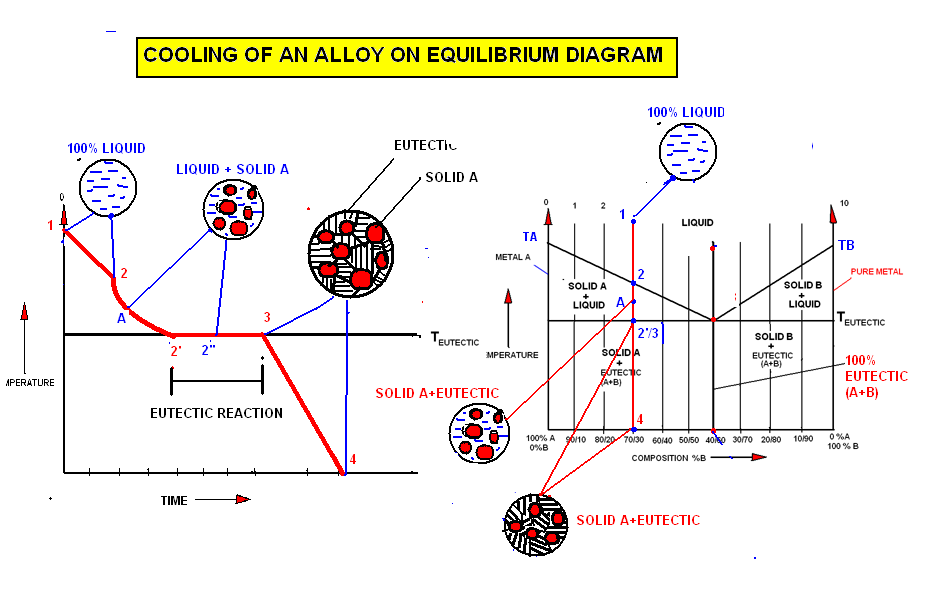 COOLING OF AN ALLOY ON EQUILIBRIUM DIAGRAM
100% LIQUID
LIQUID + SOLID A
EUTECTIC
SOLID A
0
1
2
A
2'
2''
3
4
TEUTECTIC
MPERATURE
EUTECTIC REACTION
TIME
100% LIQUID
0
1
2
10
1
LIQUID
TA
TB
METAL A
PURE METAL
2
SOLID A
+
LIQUID
SOLID B
+
LIQUID
A
TEUTECTIC
2'/3
MPERATURE
SOLID A
+
EUTECTIC
(A+B)
SOLID B
+
EUTECTIC
(A+B)
100%
EUTECTIC
(A+B)
SOLID A+EUTECTIC
4
100% A
0%B
90/10
80/20
70/30
60/40
50/50
40/60
30/70
20/80
10/90
0 %A
100 % B
COMPOSITION %B
SOLID A+EUTECTIC